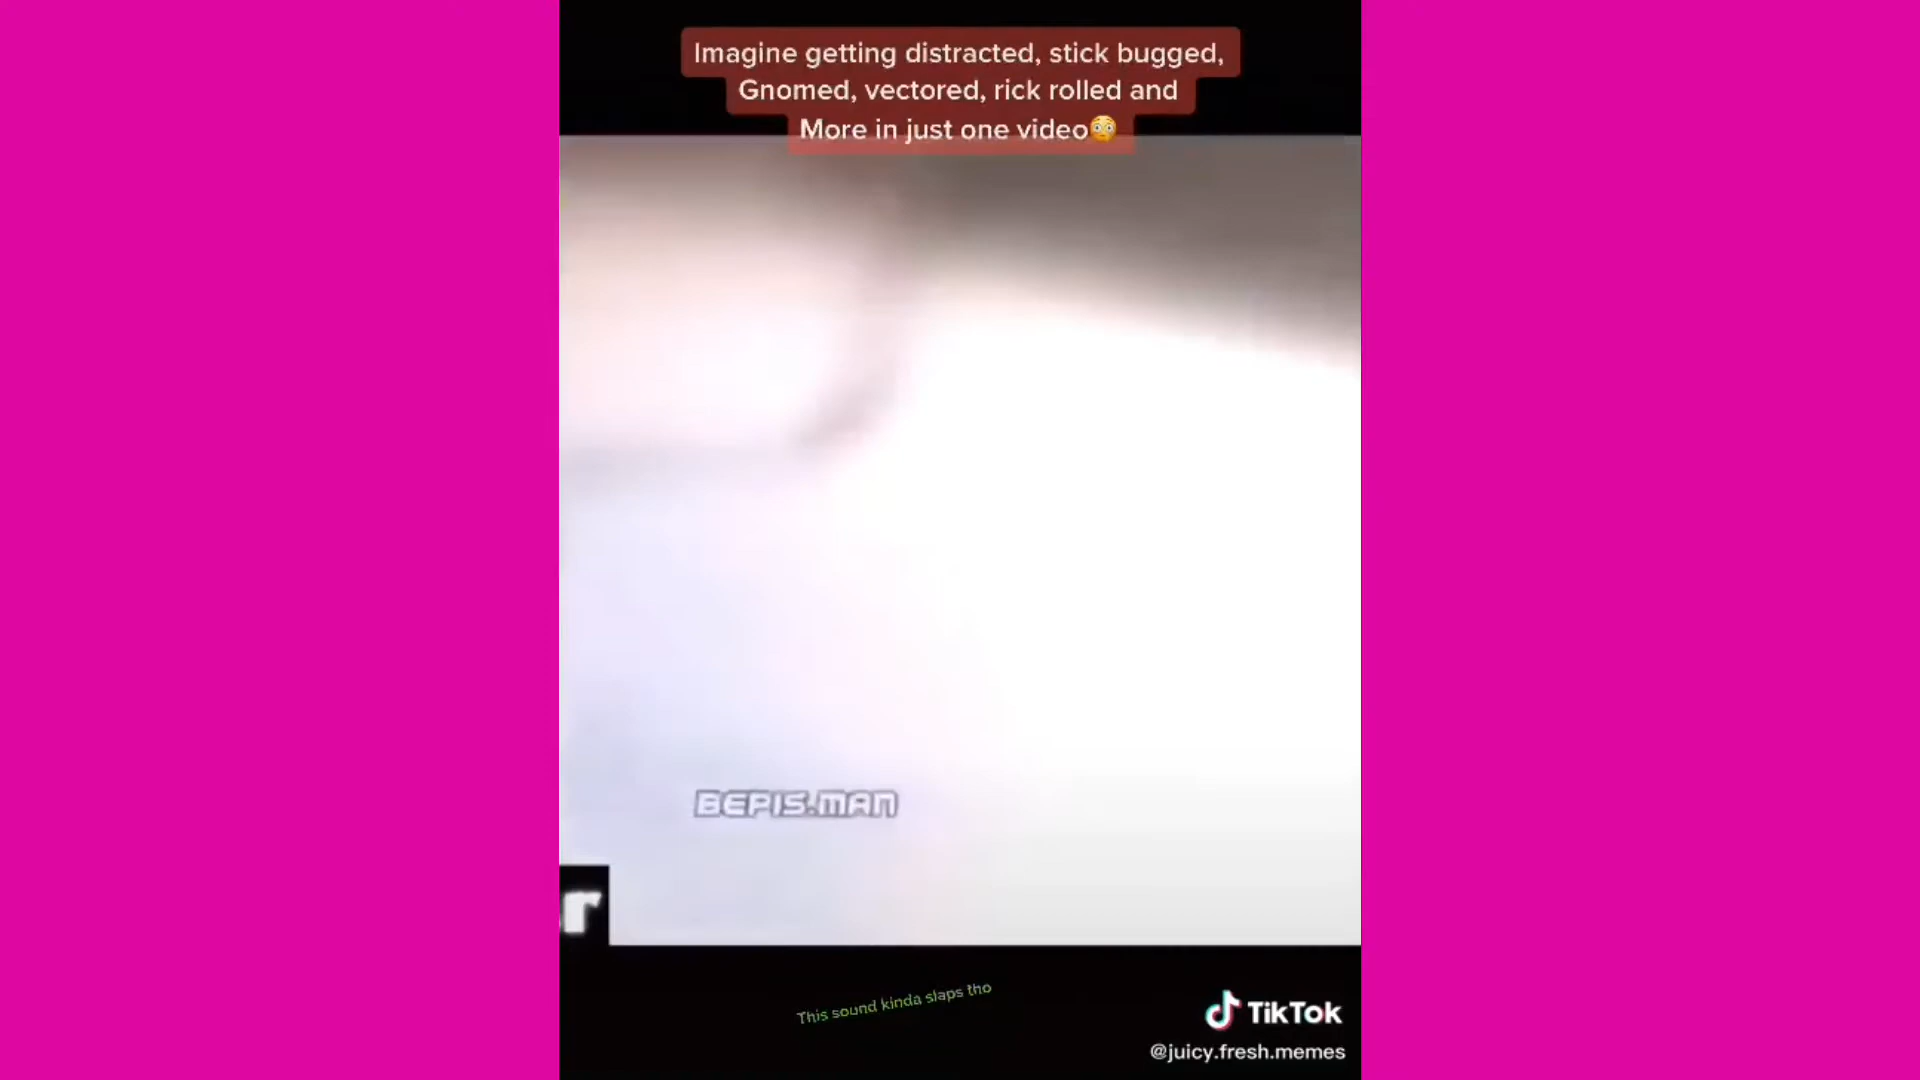 Imagine getting distracted, stick bugged,
Gnomed, vectored, rick rolled and
More in just one video😳
BEPIS.MAN
r
This sound kinda slaps tho
TikTok
@juicy.fresh.memes